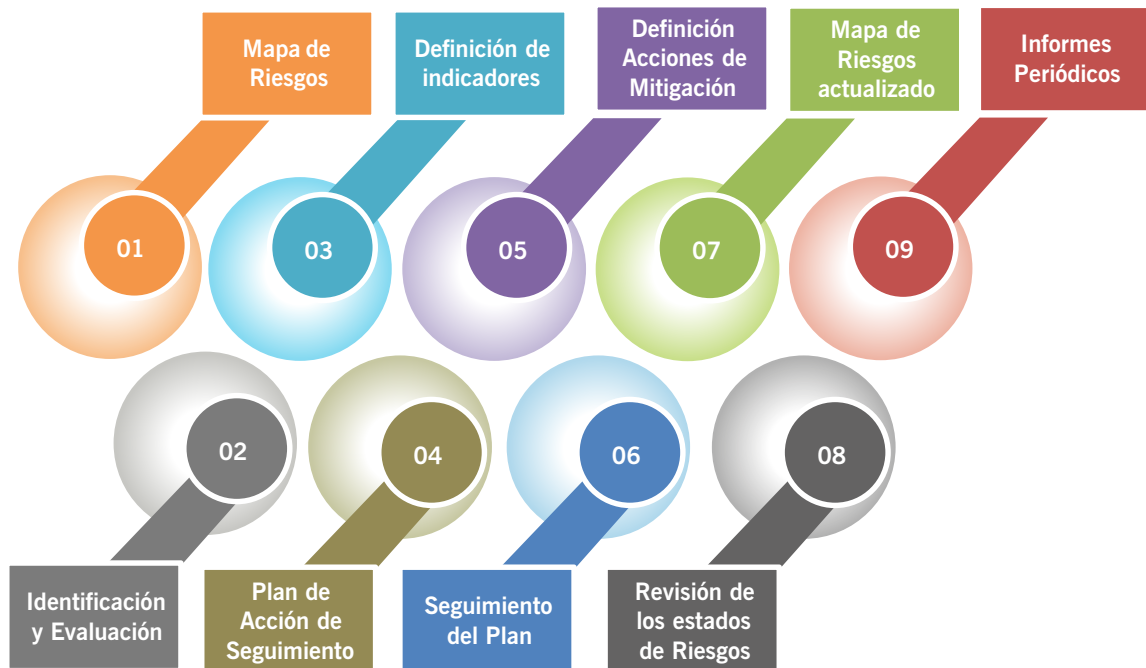 Mapa de
Riesgos
Definición de
indicadores
Definición
Acciones de
Mitigación
Mapa de
Riesgos
actualizado
Informes
Periódicos
01
03
05
07
09
02
04
06
08
Identificación
y Evaluación
Plan de
Acción de
Seguimiento
Seguimiento
del Plan
Revisión de
los estados
de Riesgos